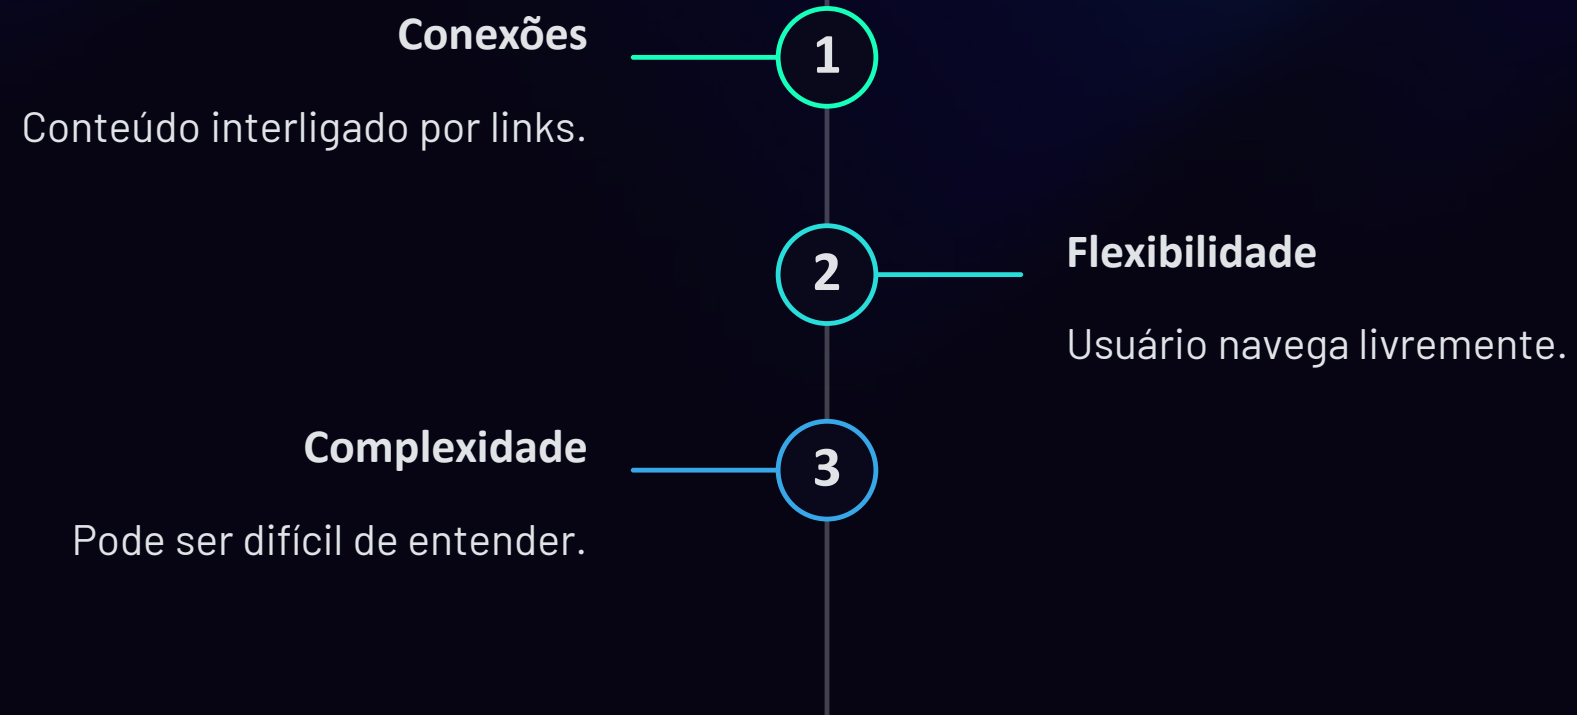 Conexões
1
Conteúdo interligado por links.
2
Flexibilidade
Usuário navega livremente.
Complexidade
3
Pode ser difícil de entender.